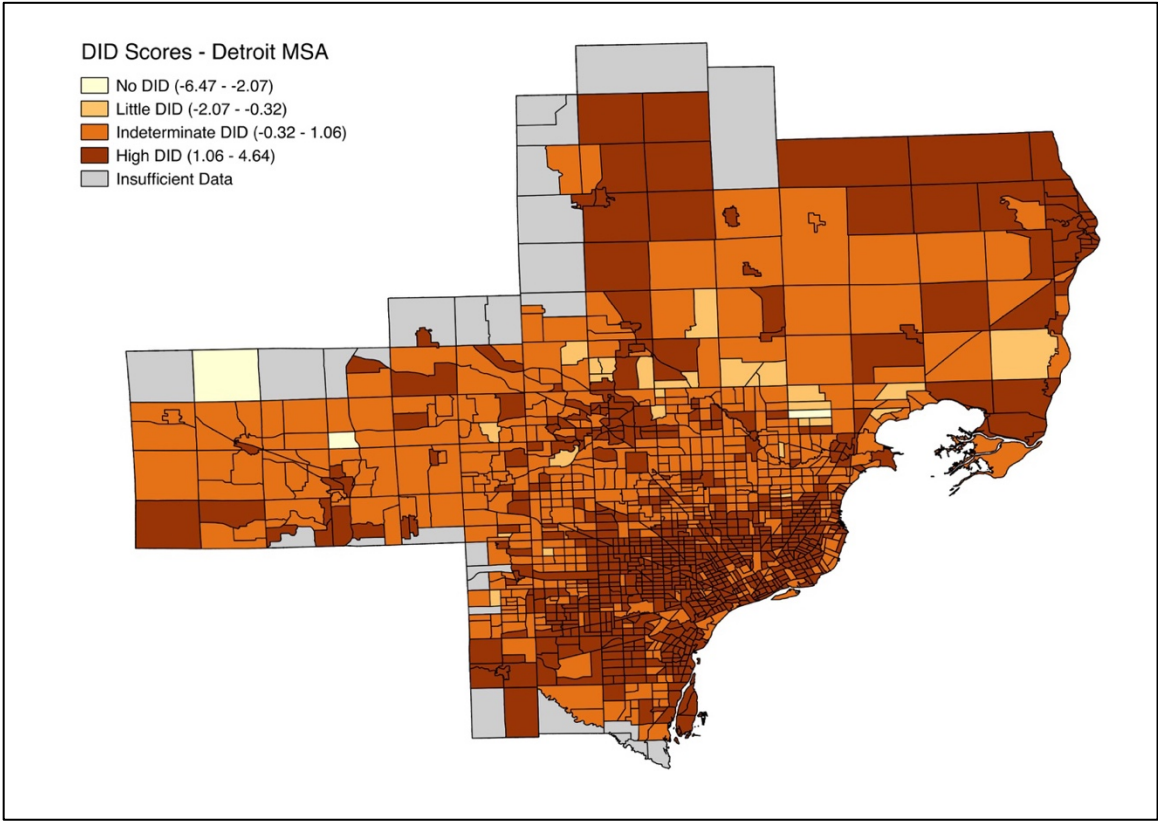 DID Scores - Detroit MSA
No DID (-6.47 - -2.07)
Little DID (-2.07 - -0.32)
Indeterminate DID (-0.32 - 1.06)
High DID (1.06 - 4.64)
Insufficient Data